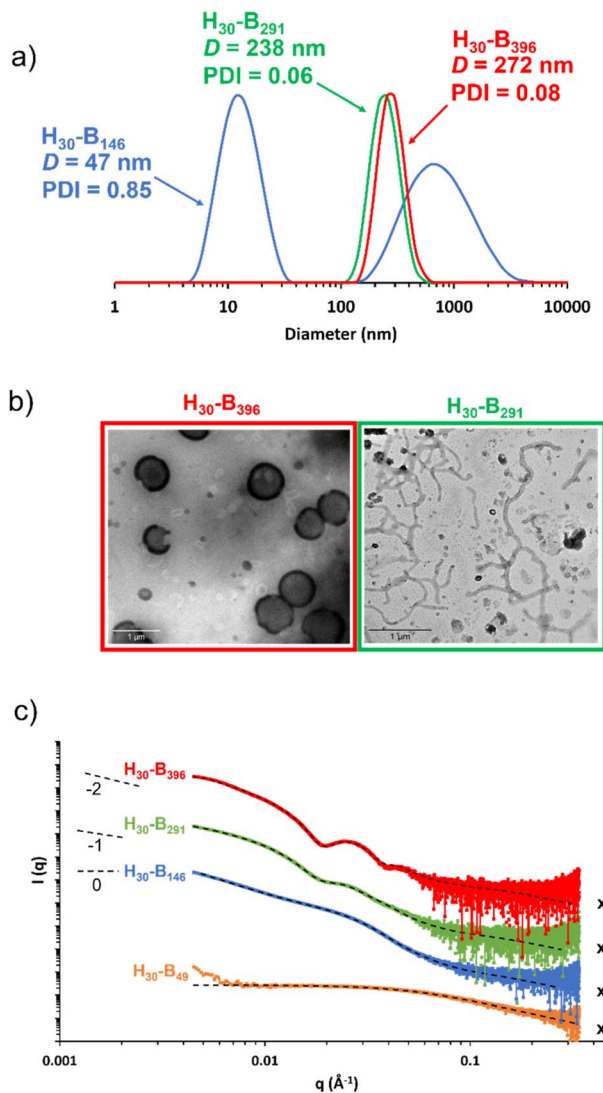 a)
H30-B291
D = 238 nm
PDI = 0.06
H30-B396
D = 272 nm
PDI = 0.08
H30-B146
D = 47 nm
PDI = 0.85
1 10 100 1000 10000
Diameter (nm)
b)
H30-B396 H30-B291
1 µm 1 µm
c)
H30-B396
-2
H30-B291
-1
H30-B146
0
H30-B49
I (q)
x
x
x
x
0.001 0.01 0.1
q (Å-1)